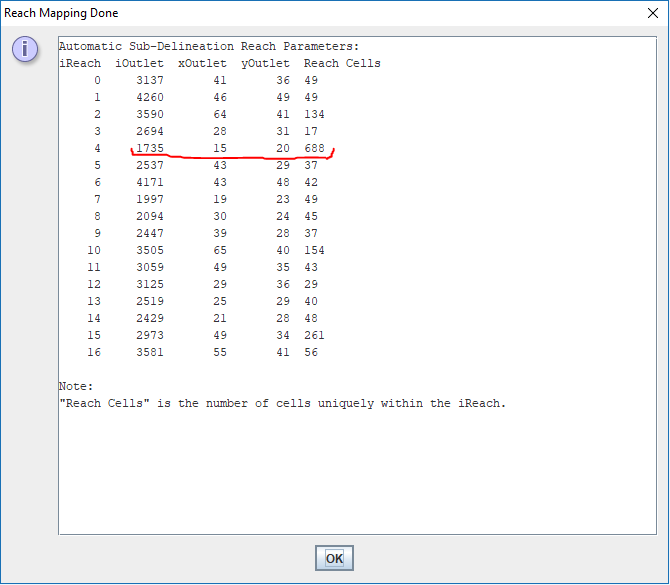 Reach Mapping Done
Automatic Sub-Delineation Reach Parameters:
iReach iOutlet xOutlet yOutlet Reach Cells
0 3137 41 36 49
1 4260 46 49 49
2 3590 64 41 134
3 2694 28 31 17
4 1735 15 20 688
5 2537 43 29 37
6 4171 43 48 42
7 1997 19 23 49
8 2094 30 24 45
9 2447 39 28 37
10 3505 65 40 154
11 3059 49 35 43
12 3125 29 36 29
13 2519 25 29 40
14 2429 21 28 48
15 2973 49 34 261
16 3581 55 41 56
Note:
"Reach Cells" is the number of cells uniquely within the iReach.
OK